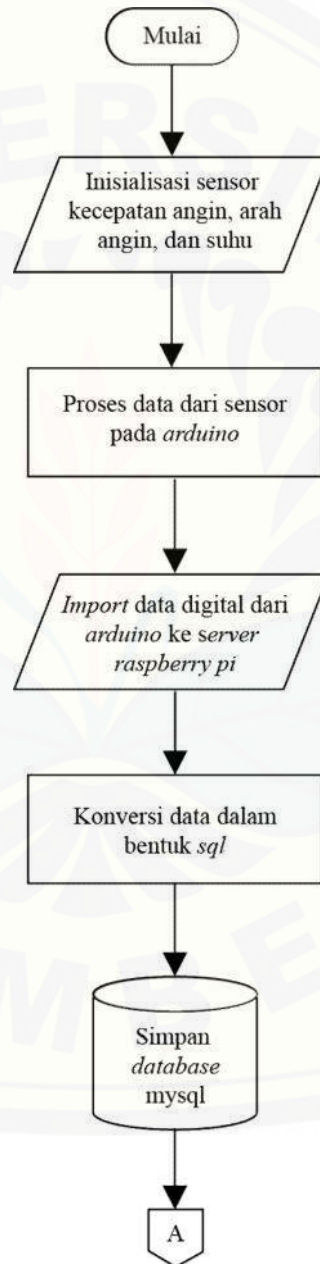 Mulai
Inisialisasi sensor
kecepatan angin, arah
angin, dan suhu
Proses data dari sensor
pada arduino
Import data digital dari
arduino ke server
raspberry pi
Konversi data dalam
bentuk sql
Simpan
database
mysql
A